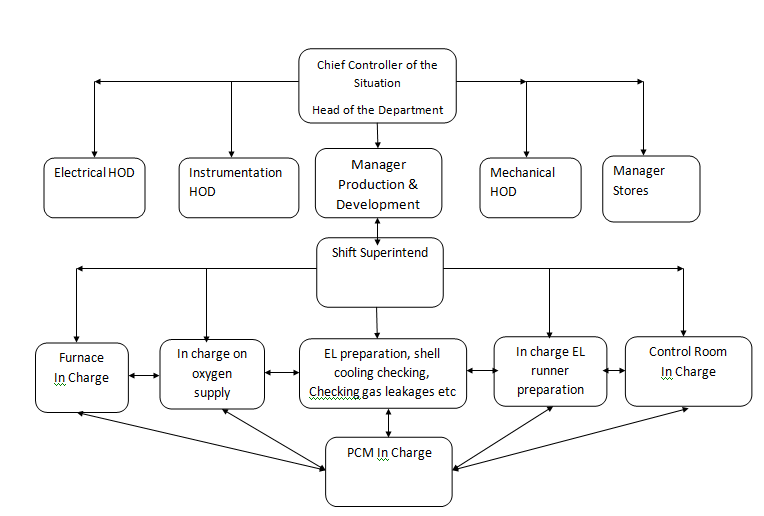 Chief Controller of the
Situation
Head of the Department
Electrical HOD
Instrumentation
HOD
Manager
Production &
Development
Mechanical
HOD
Manager
Stores
Shift Superintend
Furnace
In Charge
In charge on
oxygen
supply
EL preparation, shell
cooling checking,
Checking gas leakages etc
In charge EL
runner
preparation
Control Room
In Charge
PCM In Charge